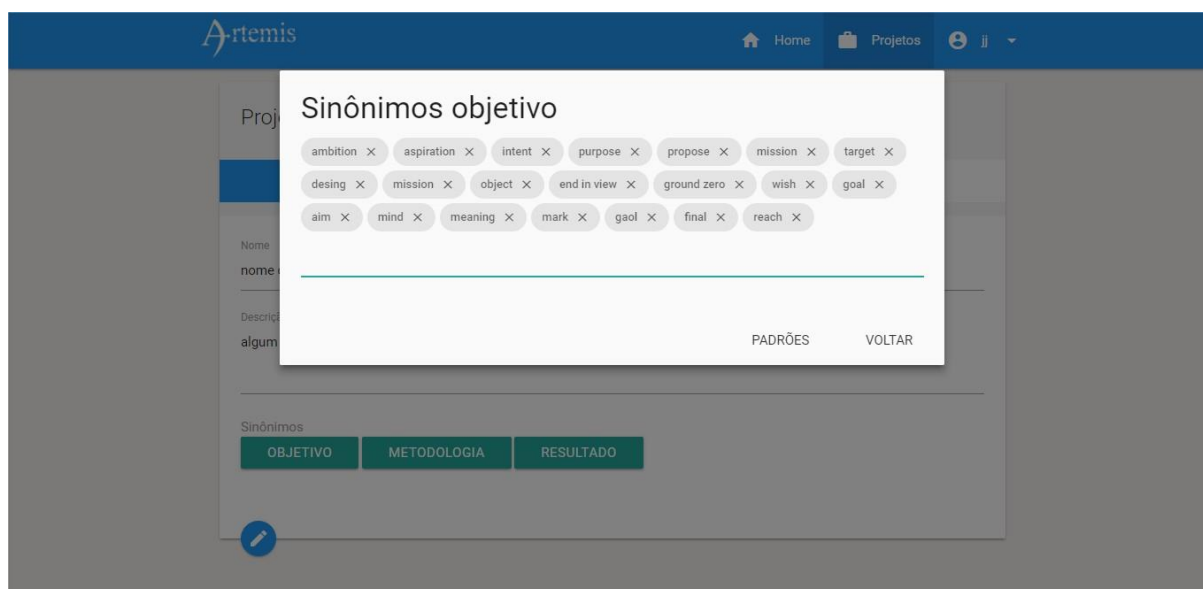 Artemis
Home Projetos jj
Proj
Sinônimos objetivo
ambition × aspiration × intent × purpose × propose × mission × target ×
desing × mission × object × end in view × ground zero × wish × goal ×
aim × mind × meaning × mark × gaol × final × reach ×
Nome
nome
Descriçã
algum
PADRÕES VOLTAR
Sinônimos
OBJETIVO METODOLOGIA RESULTADO